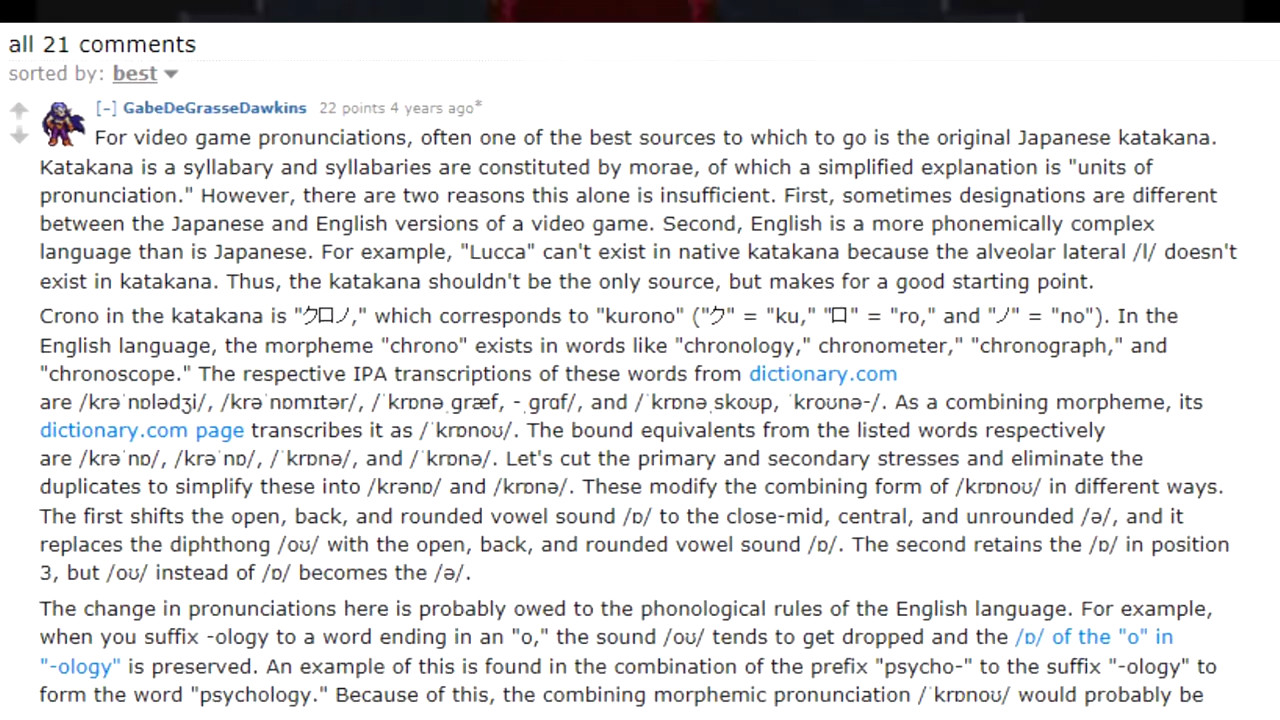 all 21 comments
sorted by: best
[-] GabeDeGrasseDawkins 22 points 4 years ago*
For video game pronunciations, often one of the best sources to which to go is the original Japanese katakana.
Katakana is a syllabary and syllabaries are constituted by morae, of which a simplified explanation is "units of
pronunciation." However, there are two reasons this alone is insufficient. First, sometimes designations are different
between the Japanese and English versions of a video game. Second, English is a more phonemically complex
language than is Japanese. For example, "Lucca" can't exist in native katakana because the alveolar lateral /l/ doesn't
exist in katakana. Thus, the katakana shouldn't be the only source, but makes for a good starting point.
Crono in the katakana is "クロノ," which corresponds to "kurono" ("ク" = "ku," "ロ" = "ro," and "ノ" = "no"). In the
English language, the morpheme "chrono" exists in words like "chronology," chronometer," "chronograph," and
"chronoscope." The respective IPA transcriptions of these words from dictionary.com
are /krəˈnɒlədʒi/, /krəˈnɒmɪtər/, /ˈkrɒnəˌgræf, -ˌgrɑf/, and /ˈkrɒnəˌskoʊp, ˈkroʊnə-/. As a combining morpheme, its
dictionary.com page transcribes it as /ˈkrɒnoʊ/. The bound equivalents from the listed words respectively
are /krəˈnɒ/, /krəˈnɒ/, /ˈkrɒnə/, and /ˈkrɒnə/. Let's cut the primary and secondary stresses and eliminate the
duplicates to simplify these into /krənɒ/ and /krɒnə/. These modify the combining form of /krɒnoʊ/ in different ways.
The first shifts the open, back, and rounded vowel sound /ɒ/ to the close-mid, central, and unrounded /ə/, and it
replaces the diphthong /oʊ/ with the open, back, and rounded vowel sound /ɒ/. The second retains the /ɒ/ in position
3, but /oʊ/ instead of /ɒ/ becomes the /ə/.
The change in pronunciations here is probably owed to the phonological rules of the English language. For example,
when you suffix -ology to a word ending in an "o," the sound /oʊ/ tends to get dropped and the /ɒ/ of the "o" in
"-ology" is preserved. An example of this is found in the combination of the prefix "psycho-" to the suffix "-ology" to
form the word "psychology." Because of this, the combining morphemic pronunciation /ˈkrɒnoʊ/ would probably be